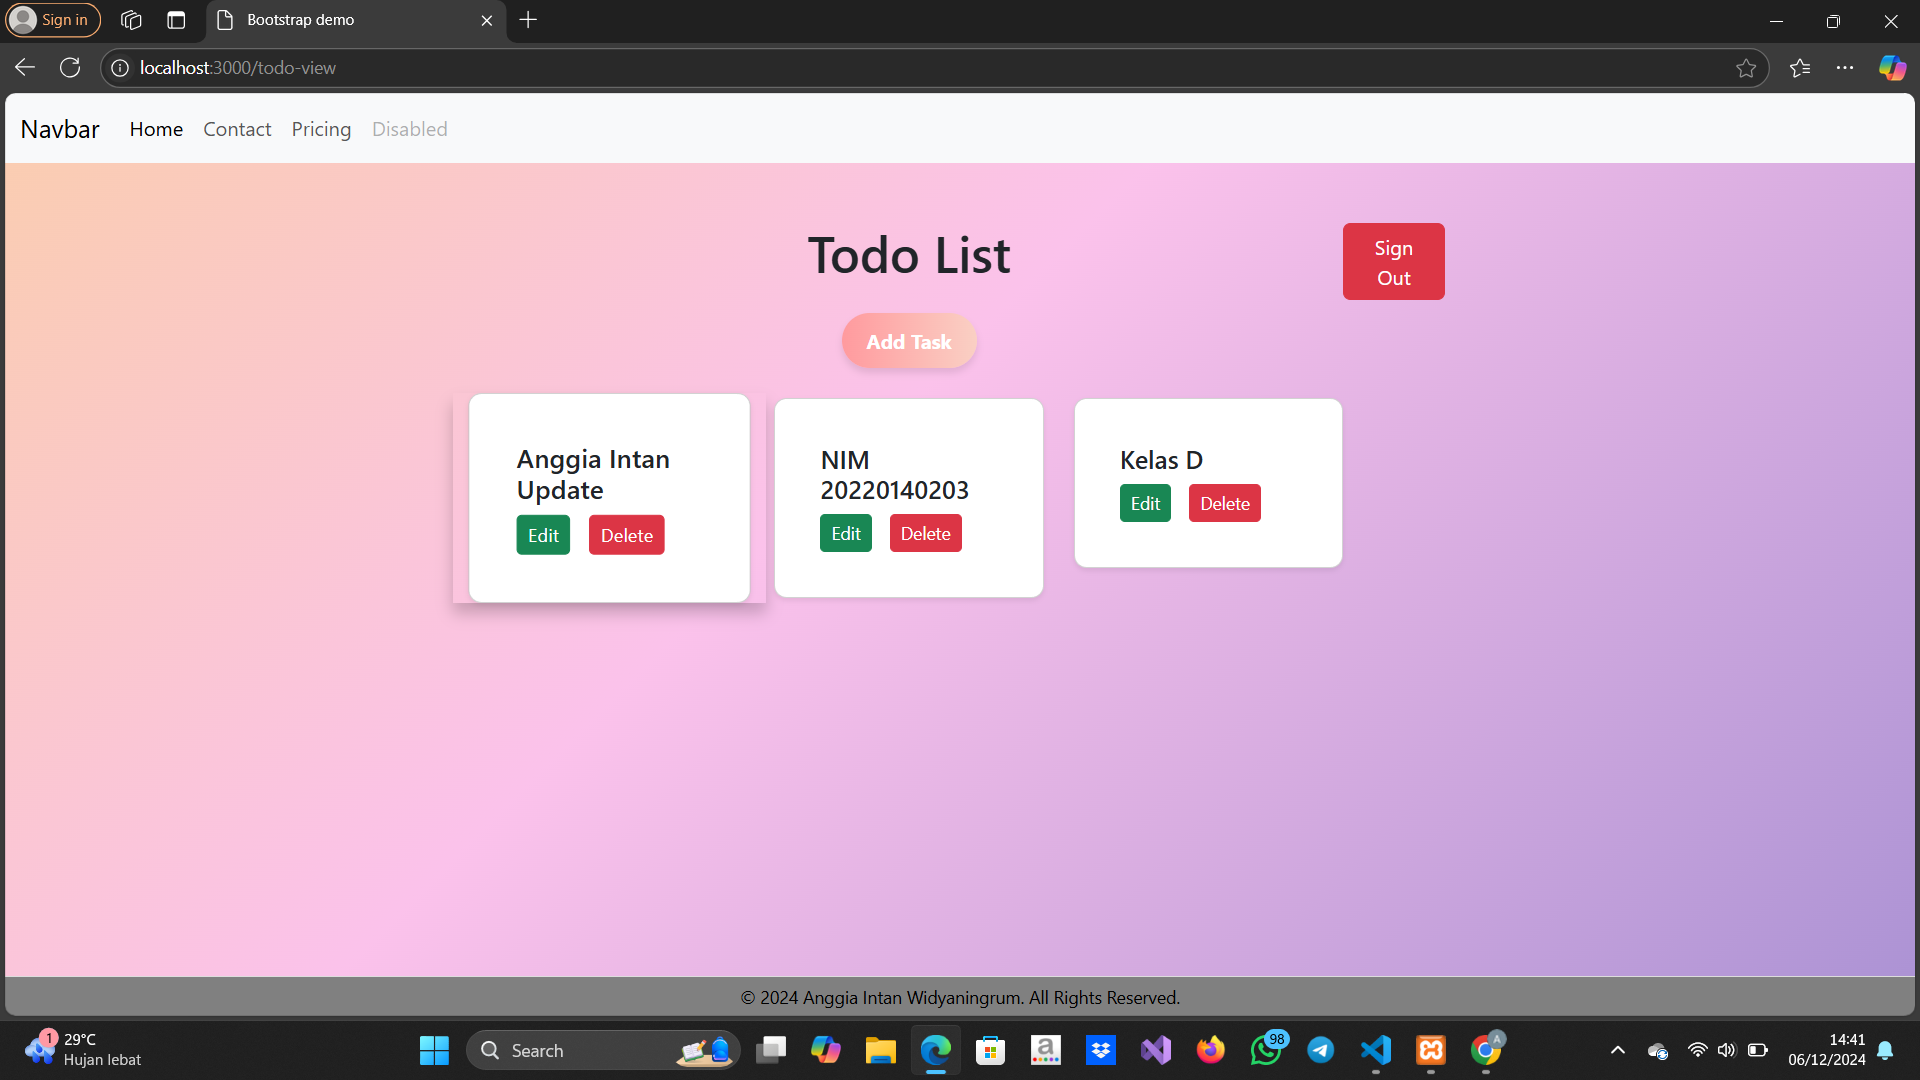 Sign in
Bootstrap demo
localhost:3000/todo-view
Navbar Home Contact Pricing Disabled
Todo List
Sign
Out
Add Task
Anggia Intan
Update
Edit Delete
NIM
20220140203
Edit Delete
Kelas D
Edit Delete
© 2024 Anggia Intan Widyaningrum. All Rights Reserved.
1
29°C
Hujan lebat
Search
a
98
A
14:41
06/12/2024